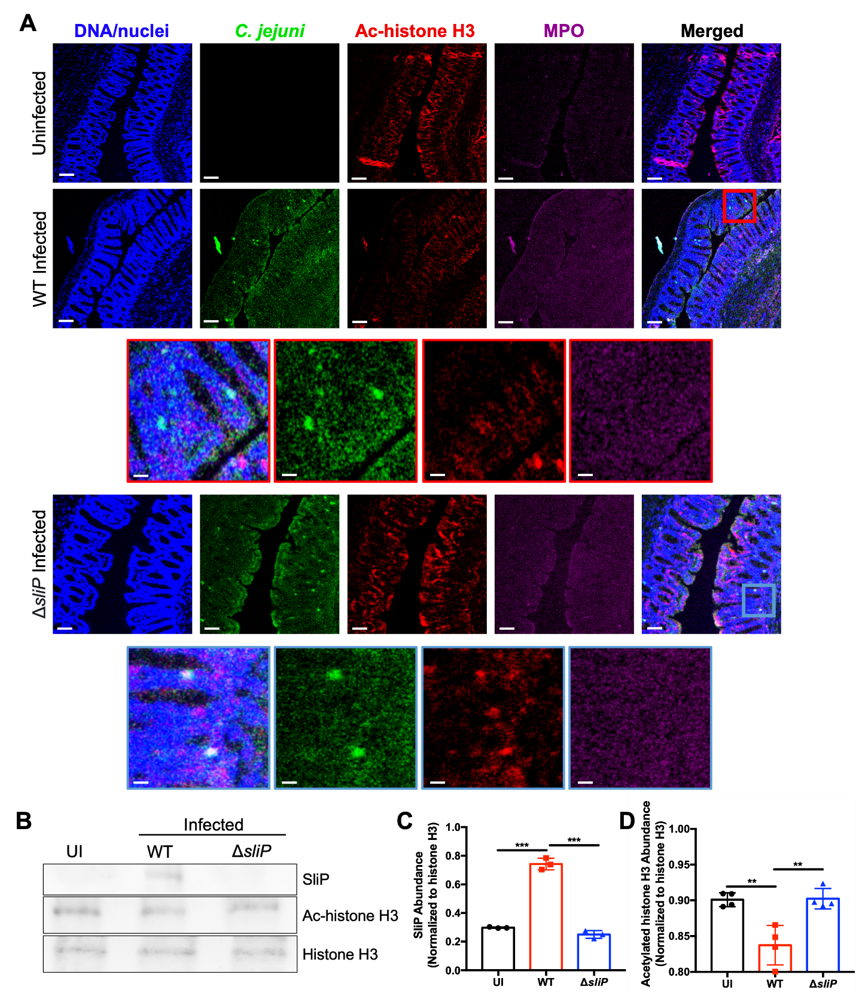 A
DNA/nuclei
C. jejuni
Ac-histone H3
MPO
Merged
Uninfected
WT Infected
ΔsliP Infected
B
Infected
UI
WT
ΔsliP
SliP
Ac-histone H3
Histone H3
C
SliP Abundance
(Normalized to histone H3)
1.0
0.8
0.6
0.4
0.2
0.0
***
***
UI
WT
ΔsliP
D
Acetylated histone H3 Abundance
(Normalized to histone H3)
1.00
0.95
0.90
0.85
0.80
**
**
UI
WT
ΔsliP